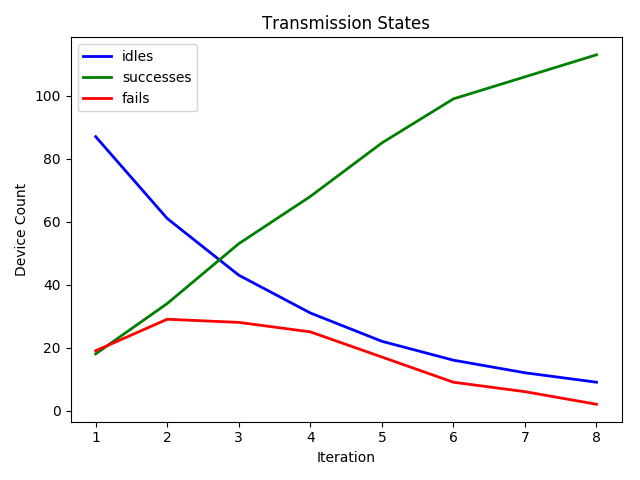 Transmission States
idles
successes
fails
Device Count
100
80
60
40
20
0
1 2 3 4 5 6 7 8
Iteration